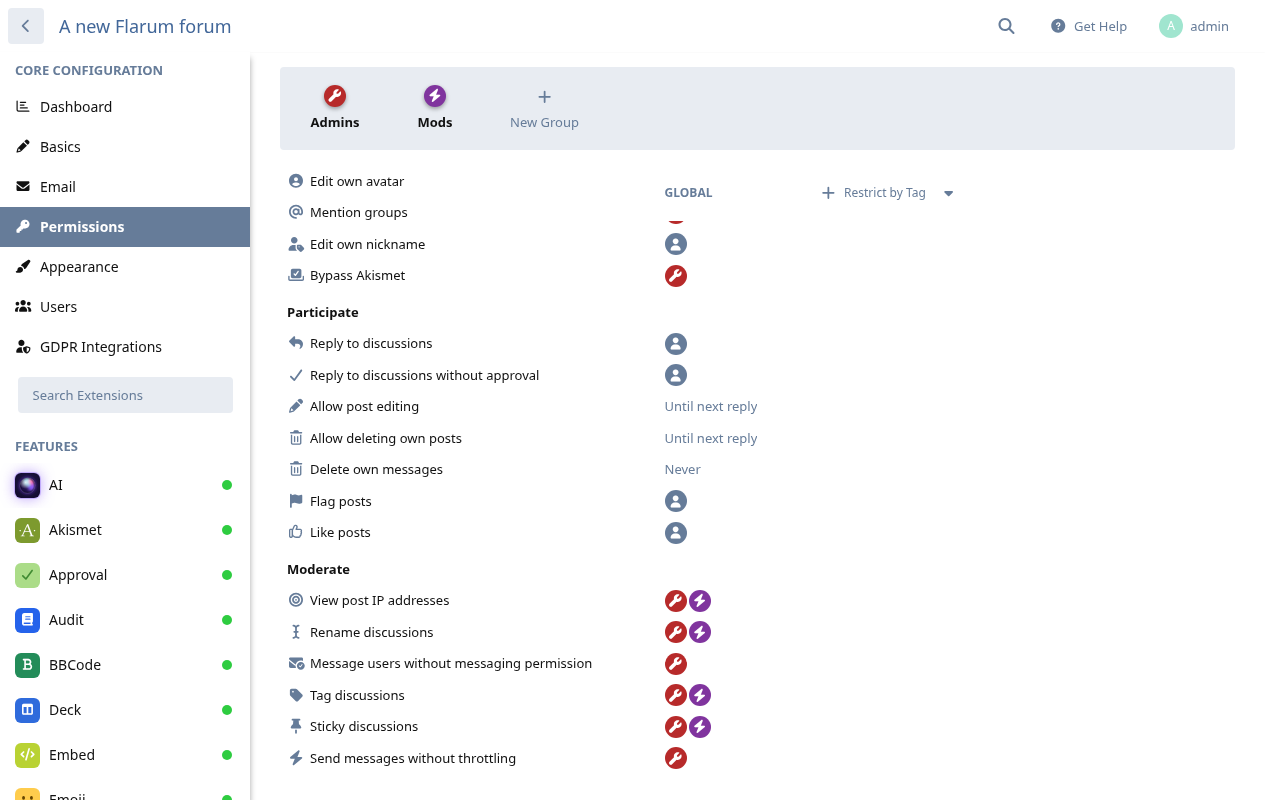 A new Flarum forum
Get Help
A
admin
CORE CONFIGURATION
Dashboard
Basics
Email
Permissions
Appearance
Users
GDPR Integrations
Search Extensions
FEATURES
AI
Akismet
Approval
Audit
BBCode
Deck
Embed
Emoji
Admins
Mods
New Group
GLOBAL
Restrict by Tag
Edit own avatar
Mention groups
Edit own nickname
Bypass Akismet
Participate
Reply to discussions
Reply to discussions without approval
Allow post editing Until next reply
Allow deleting own posts Until next reply
Delete own messages Never
Flag posts
Like posts
Moderate
View post IP addresses
Rename discussions
Message users without messaging permission
Tag discussions
Sticky discussions
Send messages without throttling